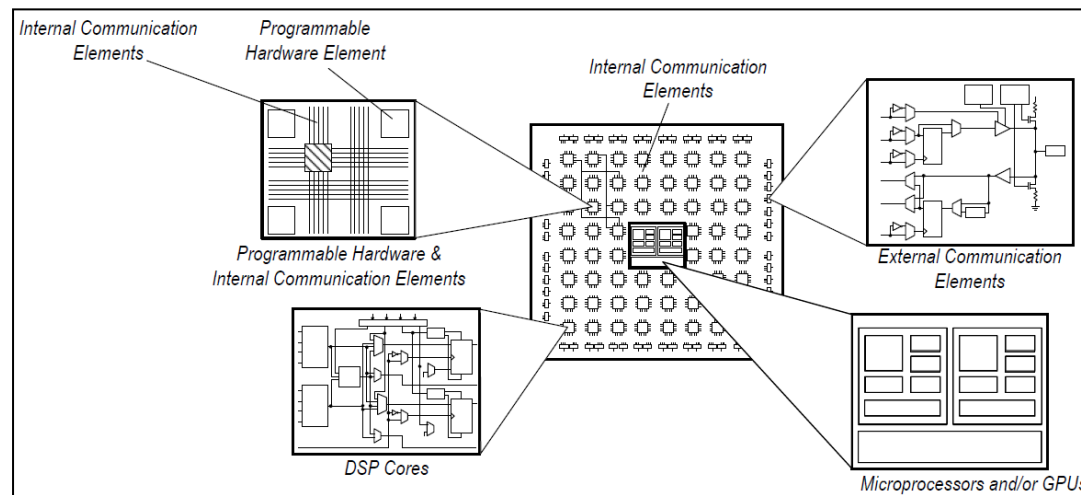 Internal Communication
Elements
Programmable
Hardware Element
Internal Communication
Elements
Programmable Hardware &
Internal Communication Elements
External Communication
Elements
DSP Cores
Microprocessors and/or GPUs